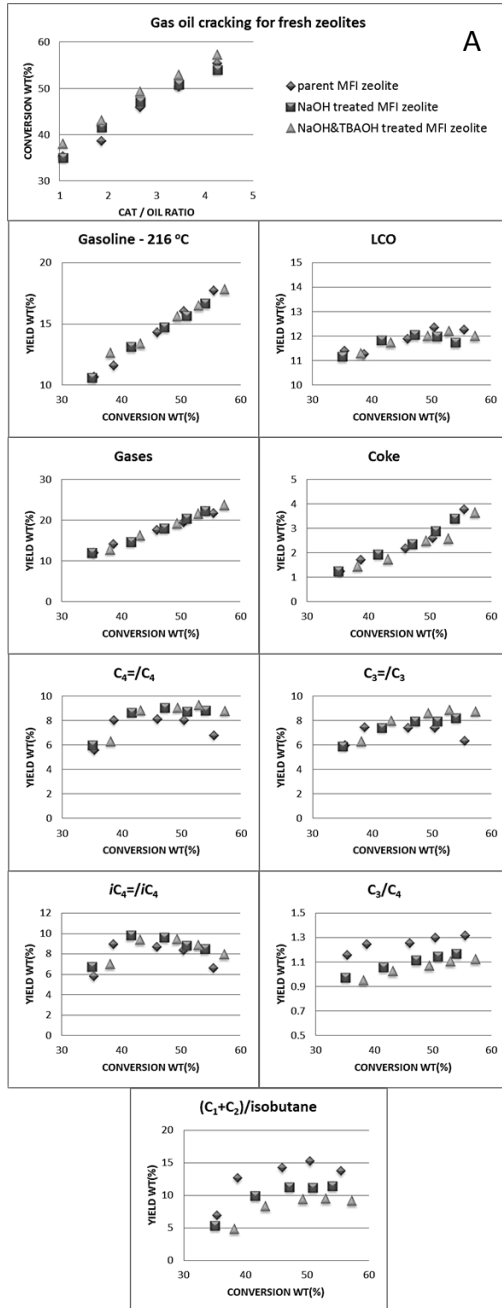 Gas oil cracking for fresh zeolites
A
60
50
40
30
CONVERSION WT(%)
1 2 3 4 5
CAT / OIL RATIO
parent MFI zeolite
NaOH treated MFI zeolite
NaOH&TBAOH treated MFI zeolite
Gasoline - 216 °C
20
15
10
YIELD WT(%)
30 40 50 60
CONVERSION WT(%)
LCO
15
14
13
12
11
10
YIELD WT(%)
30 40 50 60
CONVERSION WT(%)
Gases
30
20
10
0
YIELD WT(%)
30 40 50 60
CONVERSION WT(%)
Coke
5
4
3
2
1
0
YIELD WT(%)
30 40 50 60
CONVERSION WT(%)
C₄=/C₄
10
8
6
4
2
0
YIELD WT(%)
30 40 50 60
CONVERSION WT(%)
C₃=/C₃
10
8
6
4
2
0
YIELD WT(%)
30 40 50 60
CONVERSION WT(%)
iC₄=/iC₄
12
10
8
6
4
2
0
YIELD WT(%)
30 40 50 60
CONVERSION WT(%)
C₃/C₄
1.5
1.3
1.1
0.9
0.7
0.5
YIELD WT(%)
30 40 50 60
CONVERSION WT(%)
(C₁+C₂)/isobutane
20
15
10
5
0
YIELD WT(%)
30 40 50 60
CONVERSION WT(%)